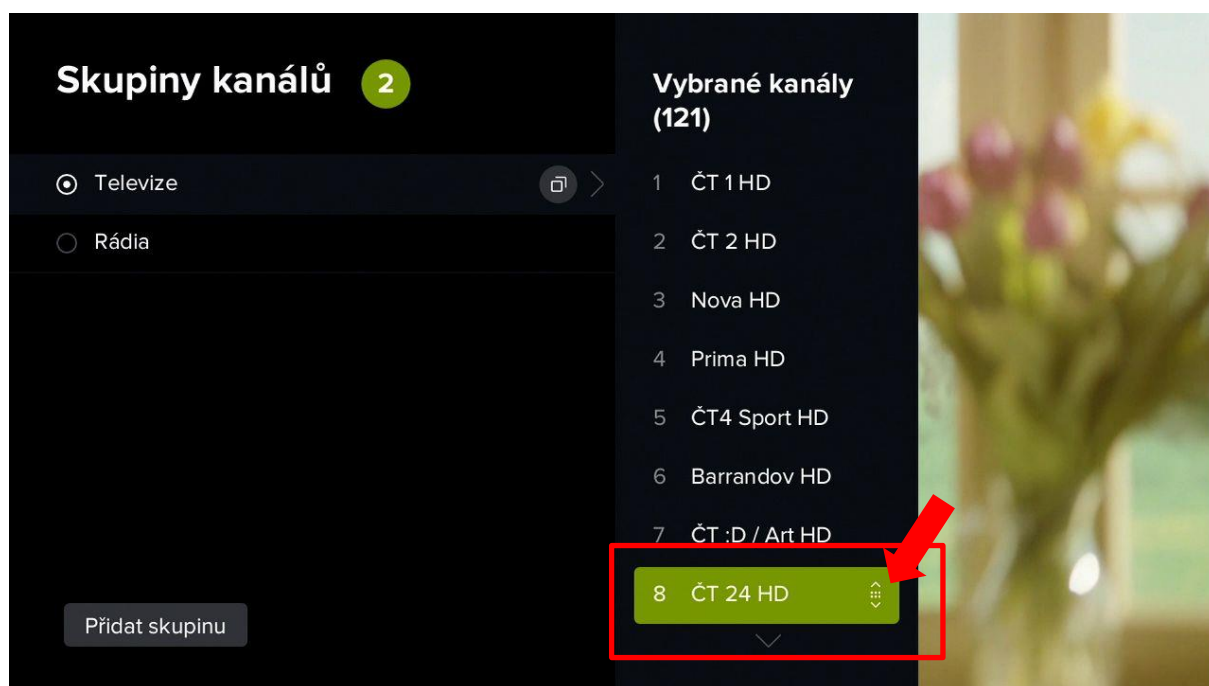 Skupiny kanálů 2
Televize
Rádia
Přidat skupinu
Vybrané kanály
(121)
1 ČT 1 HD
2 ČT 2 HD
3 Nova HD
4 Prima HD
5 ČT4 Sport HD
6 Barrandov HD
7 ČT :D / Art HD
8 ČT 24 HD